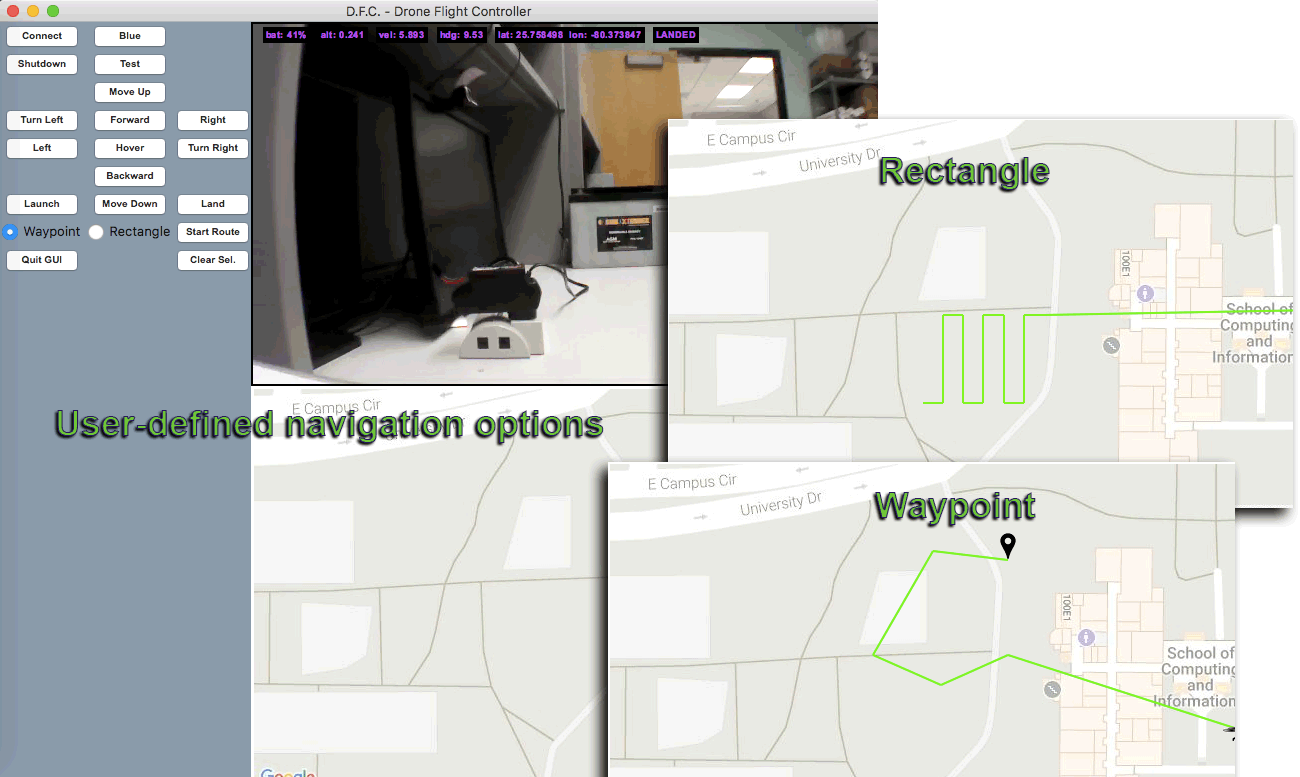 D.F.C. - Drone Flight Controller
Connect
Blue
Shutdown
Test
Move Up
Turn Left
Forward
Right
Left
Hover
Turn Right
Backward
Launch
Move Down
Land
Waypoint
Rectangle
Start Route
Quit GUI
Clear Sel.
bat: 41% alt: 0.241 vel: 5.893 hdg: 9.53 lat: 25.758498 lon: -80.373847 LANDED
E Campus Cir
University Dr
Rectangle
100E1
School of
Computing
and
Information
E Campus Cir
User-defined navigation options
Google
E Campus Cir
University Dr
Waypoint
100E1
School of
Computing
and
Information